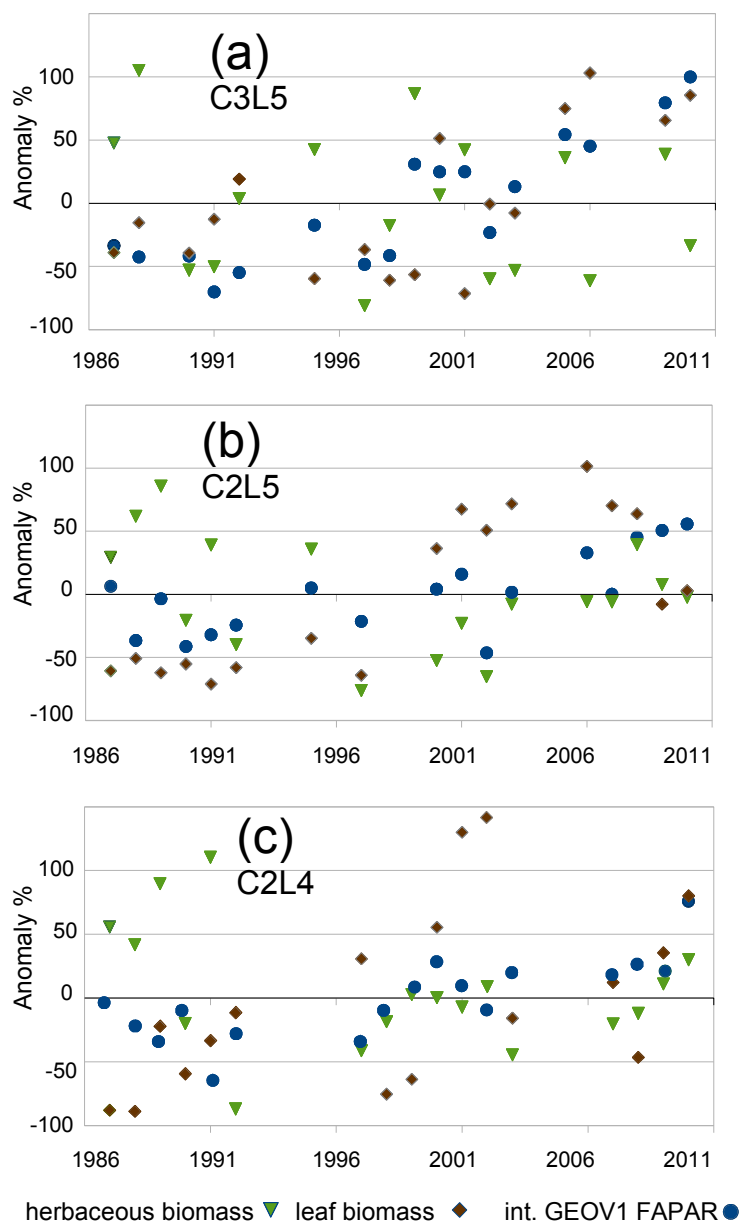 (a)
C3L5
Anomaly %
100
50
0
-50
-100
1986 1991 1996 2001 2006 2011
(b)
C2L5
Anomaly %
100
50
0
-50
-100
1986 1991 1996 2001 2006 2011
(c)
C2L4
Anomaly %
100
50
0
-50
-100
1986 1991 1996 2001 2006 2011
herbaceous biomass leaf biomass int. GEOV1 FAPAR